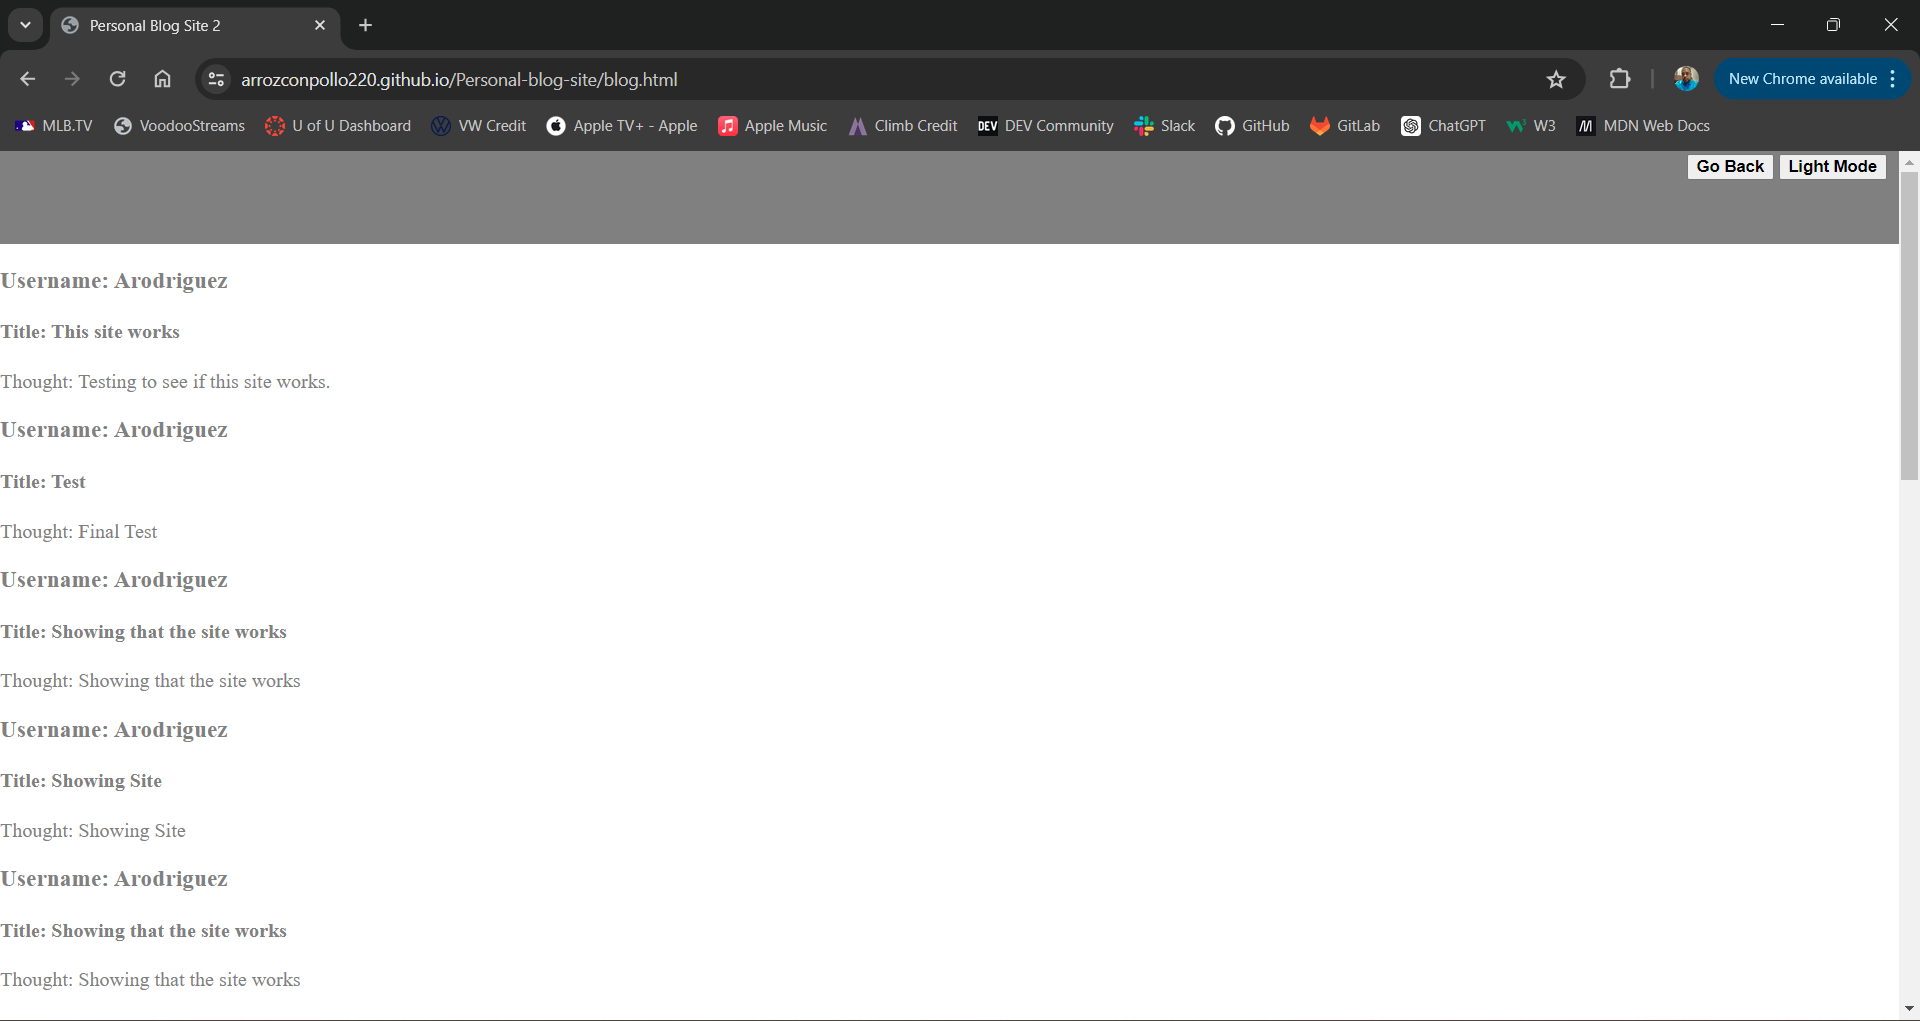 Personal Blog Site 2
arrozconpollo220.github.io/Personal-blog-site/blog.html
New Chrome available
MLB.TV VoodooStreams U of U Dashboard VW Credit Apple TV+ - Apple Apple Music Climb Credit DEV DEV Community Slack GitHub GitLab ChatGPT W3 MDN Web Docs
Go Back Light Mode
Username: Arodriguez
Title: This site works
Thought: Testing to see if this site works.
Username: Arodriguez
Title: Test
Thought: Final Test
Username: Arodriguez
Title: Showing that the site works
Thought: Showing that the site works
Username: Arodriguez
Title: Showing Site
Thought: Showing Site
Username: Arodriguez
Title: Showing that the site works
Thought: Showing that the site works